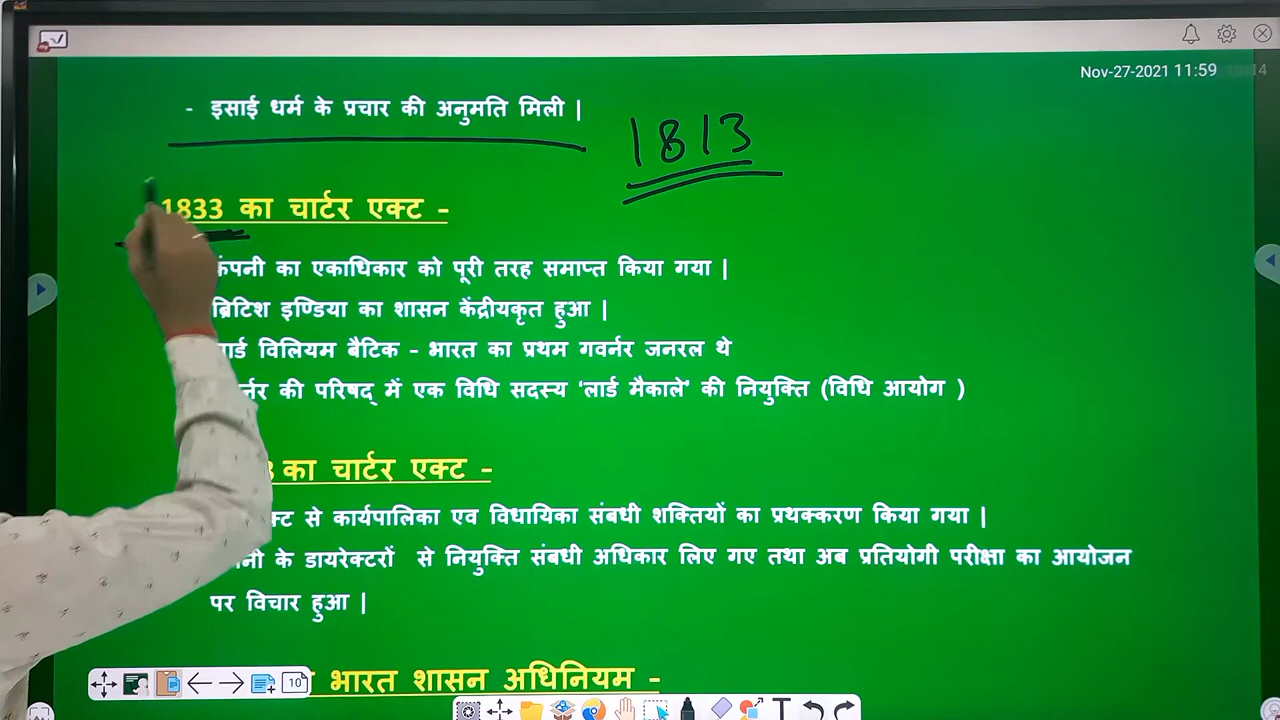 Nov-27-2021 11:59
- इसाई धर्म के प्रचार की अनुमति मिली |
1813
1833 का चार्टर एक्ट -
का एकाधिकार को पूरी तरह समाप्त किया गया |
ब्रिटिश इण्डिया का शासन केंद्रीयकृत हुआ |
विलियम बैटिक - भारत का प्रथम गवर्नर जनरल थे
की परिषद् में एक विधि सदस्य ‘लार्ड मैकाले’ की नियुक्ति (विधि आयोग )
का चार्टर एक्ट -
से कार्यपालिका एव विधायिका संबधी शक्तियों का प्रथक्करण किया गया |
के डायरेक्टरों से नियुक्ति संबधी अधिकार लिए गए तथा अब प्रतियोगी परीक्षा का आयोजन
पर विचार हुआ |
भारत शासन अधिनियम -
10